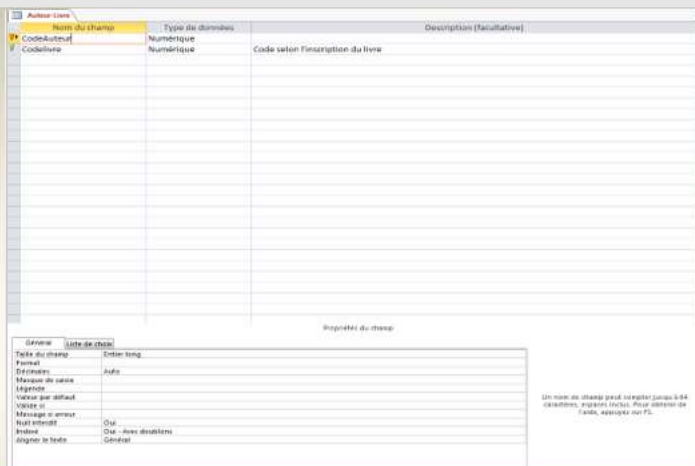 Auteur-Livre
Nom du champ Type de données Description (facultative)
CodeAuteur Numérique
Codelivre Numérique Code selon l'inscription du livre
Propriétés du champ
Général Liste de choix
Taille du champ Entier long
Format
Décimales Auto
Masque de saisie
Légende
Valeur par défaut
Valide si
Message si erreur
Null interdit Oui
Indexé Oui - Avec doublons
Aligner le texte Général
Un nom de champ peut compter jusqu'à 64
caractères, espaces inclus. Pour obtenir de
l'aide, appuyez sur F1.